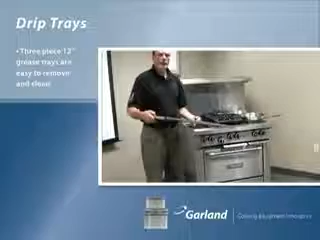 Drip Trays
• Three piece 12"
grease trays are
easy to remove
and clean
Garland
Cooking Equipment Innovators